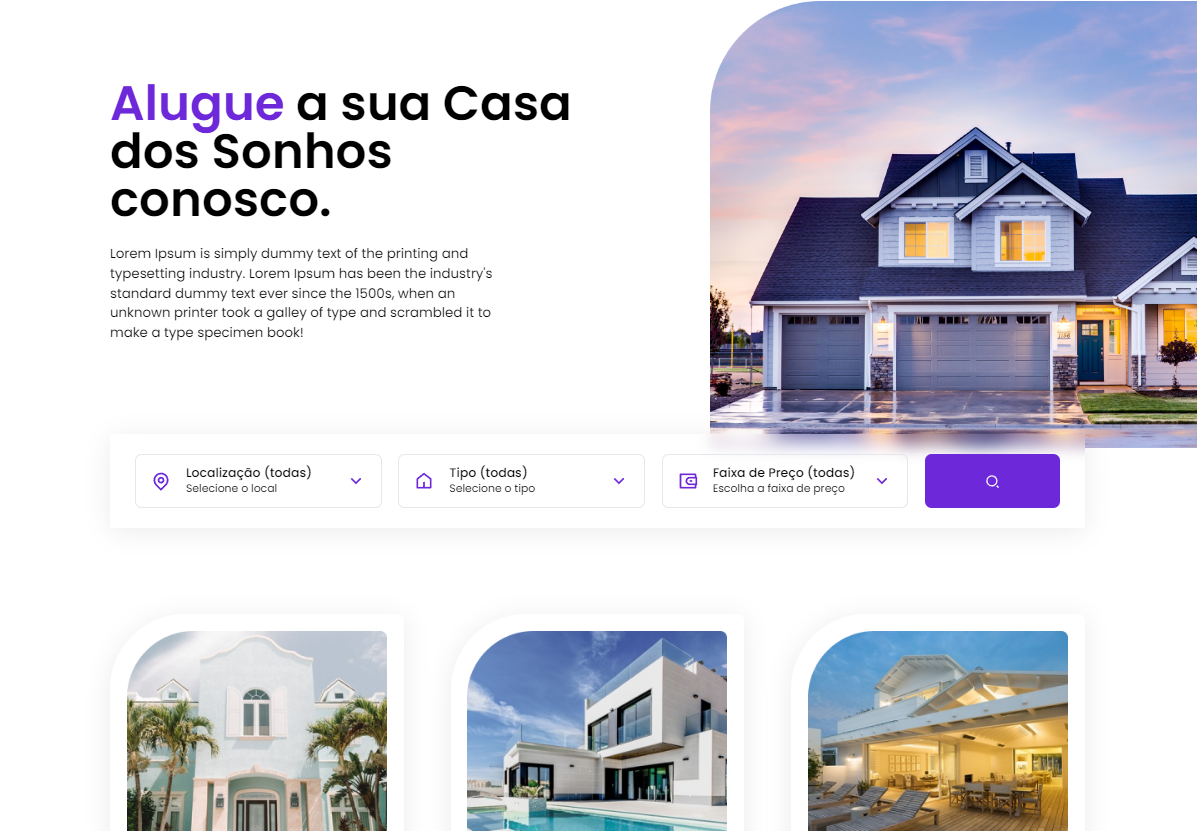 Alugue a sua Casa
dos Sonhos
conosco.
Lorem Ipsum is simply dummy text of the printing and
typesetting industry. Lorem Ipsum has been the industry's
standard dummy text ever since the 1500s, when an
unknown printer took a galley of type and scrambled it to
make a type specimen book!
Localização (todas)
Selecione o local
Tipo (todas)
Selecione o tipo
Faixa de Preço (todas)
Escolha a faixa de preço